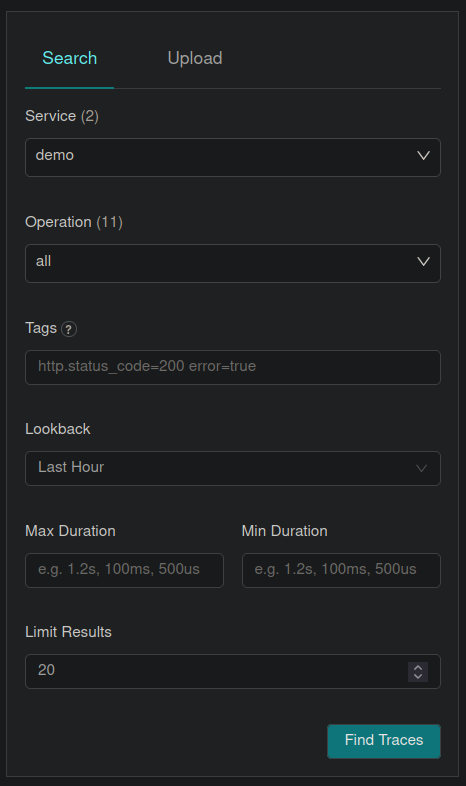 Search Upload
Service (2)
demo
Operation (11)
all
Tags ?
http.status_code=200 error=true
Lookback
Last Hour
Max Duration Min Duration
e.g. 1.2s, 100ms, 500us e.g. 1.2s, 100ms, 500us
Limit Results
20
Find Traces